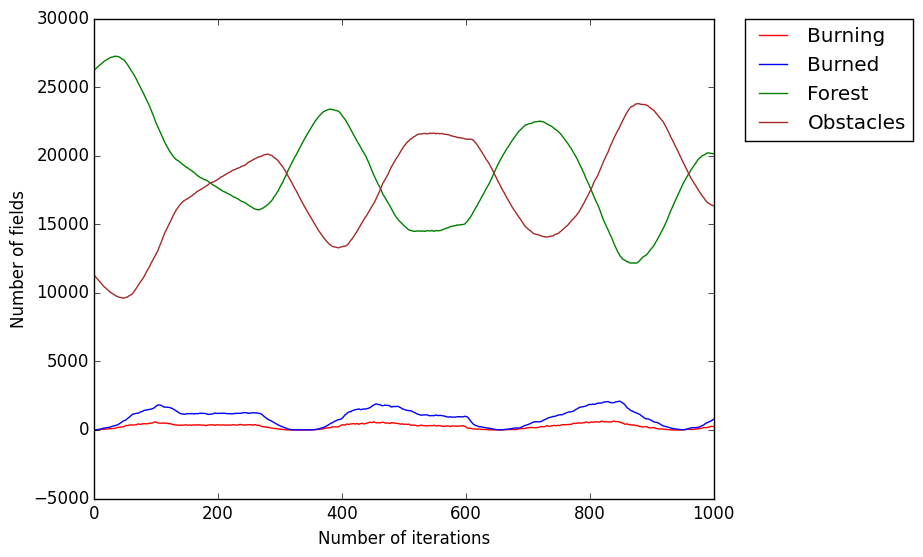 30000
25000
20000
15000
10000
5000
0
−5000
Number of fields
0 200 400 600 800 1000
Number of iterations
Burning
Burned
Forest
Obstacles